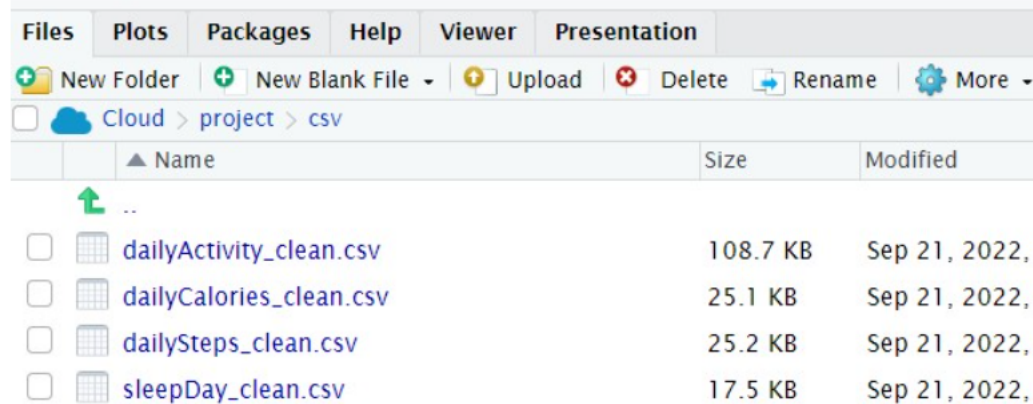 Files Plots Packages Help Viewer Presentation
New Folder New Blank File Upload Delete Rename More
Cloud > project > csv
Name Size Modified
..
dailyActivity_clean.csv 108.7 KB Sep 21, 2022,
dailyCalories_clean.csv 25.1 KB Sep 21, 2022,
dailySteps_clean.csv 25.2 KB Sep 21, 2022,
sleepDay_clean.csv 17.5 KB Sep 21, 2022,